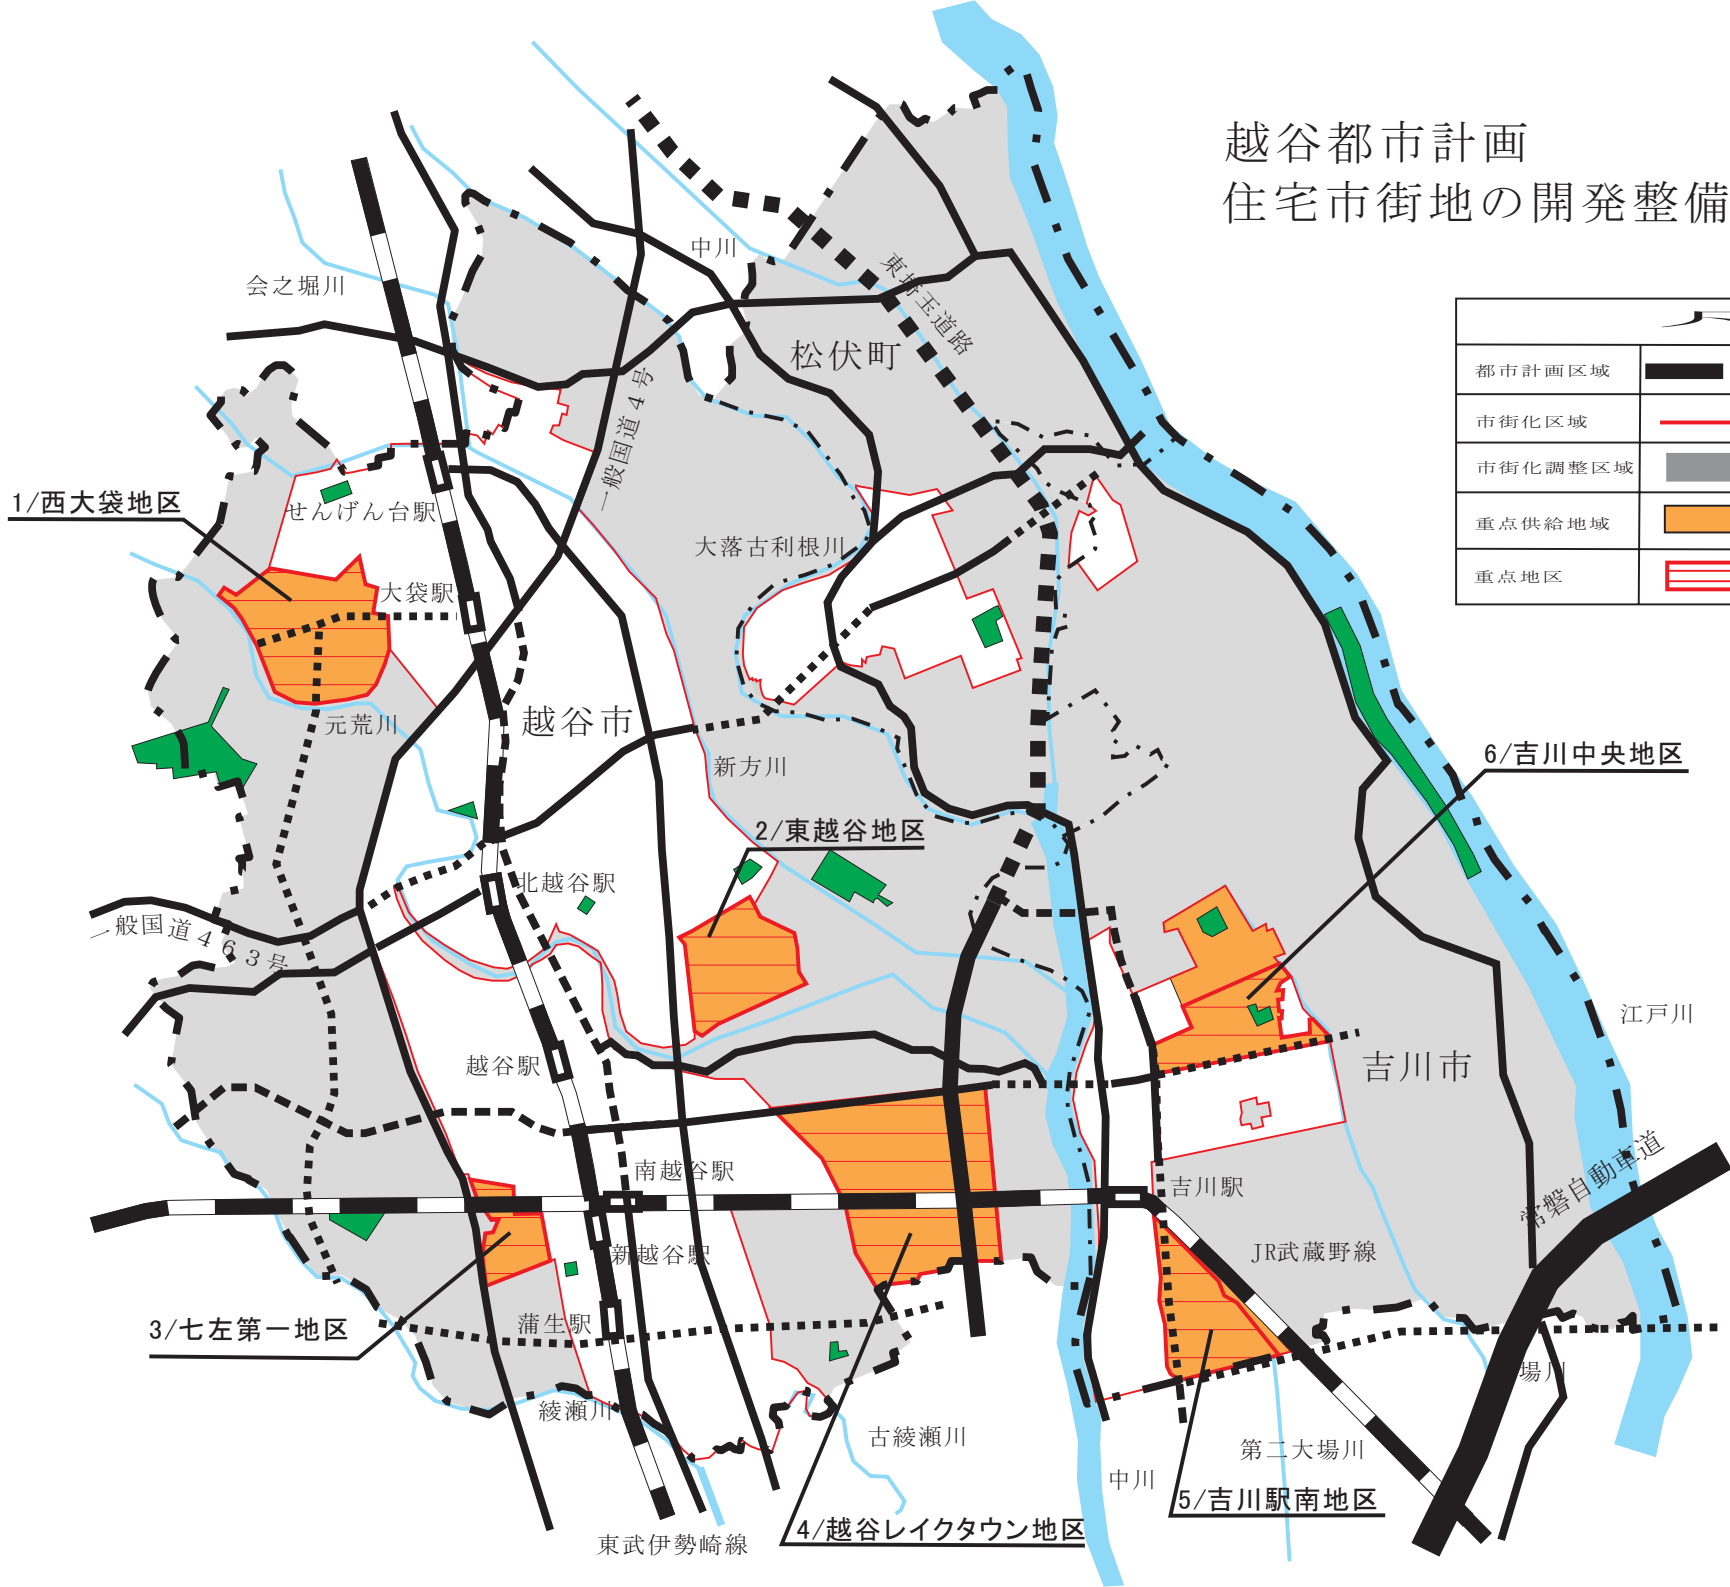 越谷都市計画
住宅市街地の開発整備
都市計画区域
市街化区域
市街化調整区域
重点供給地域
重点地区
中川
会之堀川
東埼玉道路
松伏町
一般国道4号
1/西大袋地区
せんげん台駅
大落古利根川
大袋駅
元荒川
越谷市
新方川
6/吉川中央地区
2/東越谷地区
北越谷駅
一般国道463号
江戸川
越谷駅
吉川市
南越谷駅
吉川駅
常磐自動車道
新越谷駅
JR武蔵野線
3/七左第一地区
蒲生駅
場川
綾瀬川
古綾瀬川
第二大場川
中川
5/吉川駅南地区
4/越谷レイクタウン地区
東武伊勢崎線